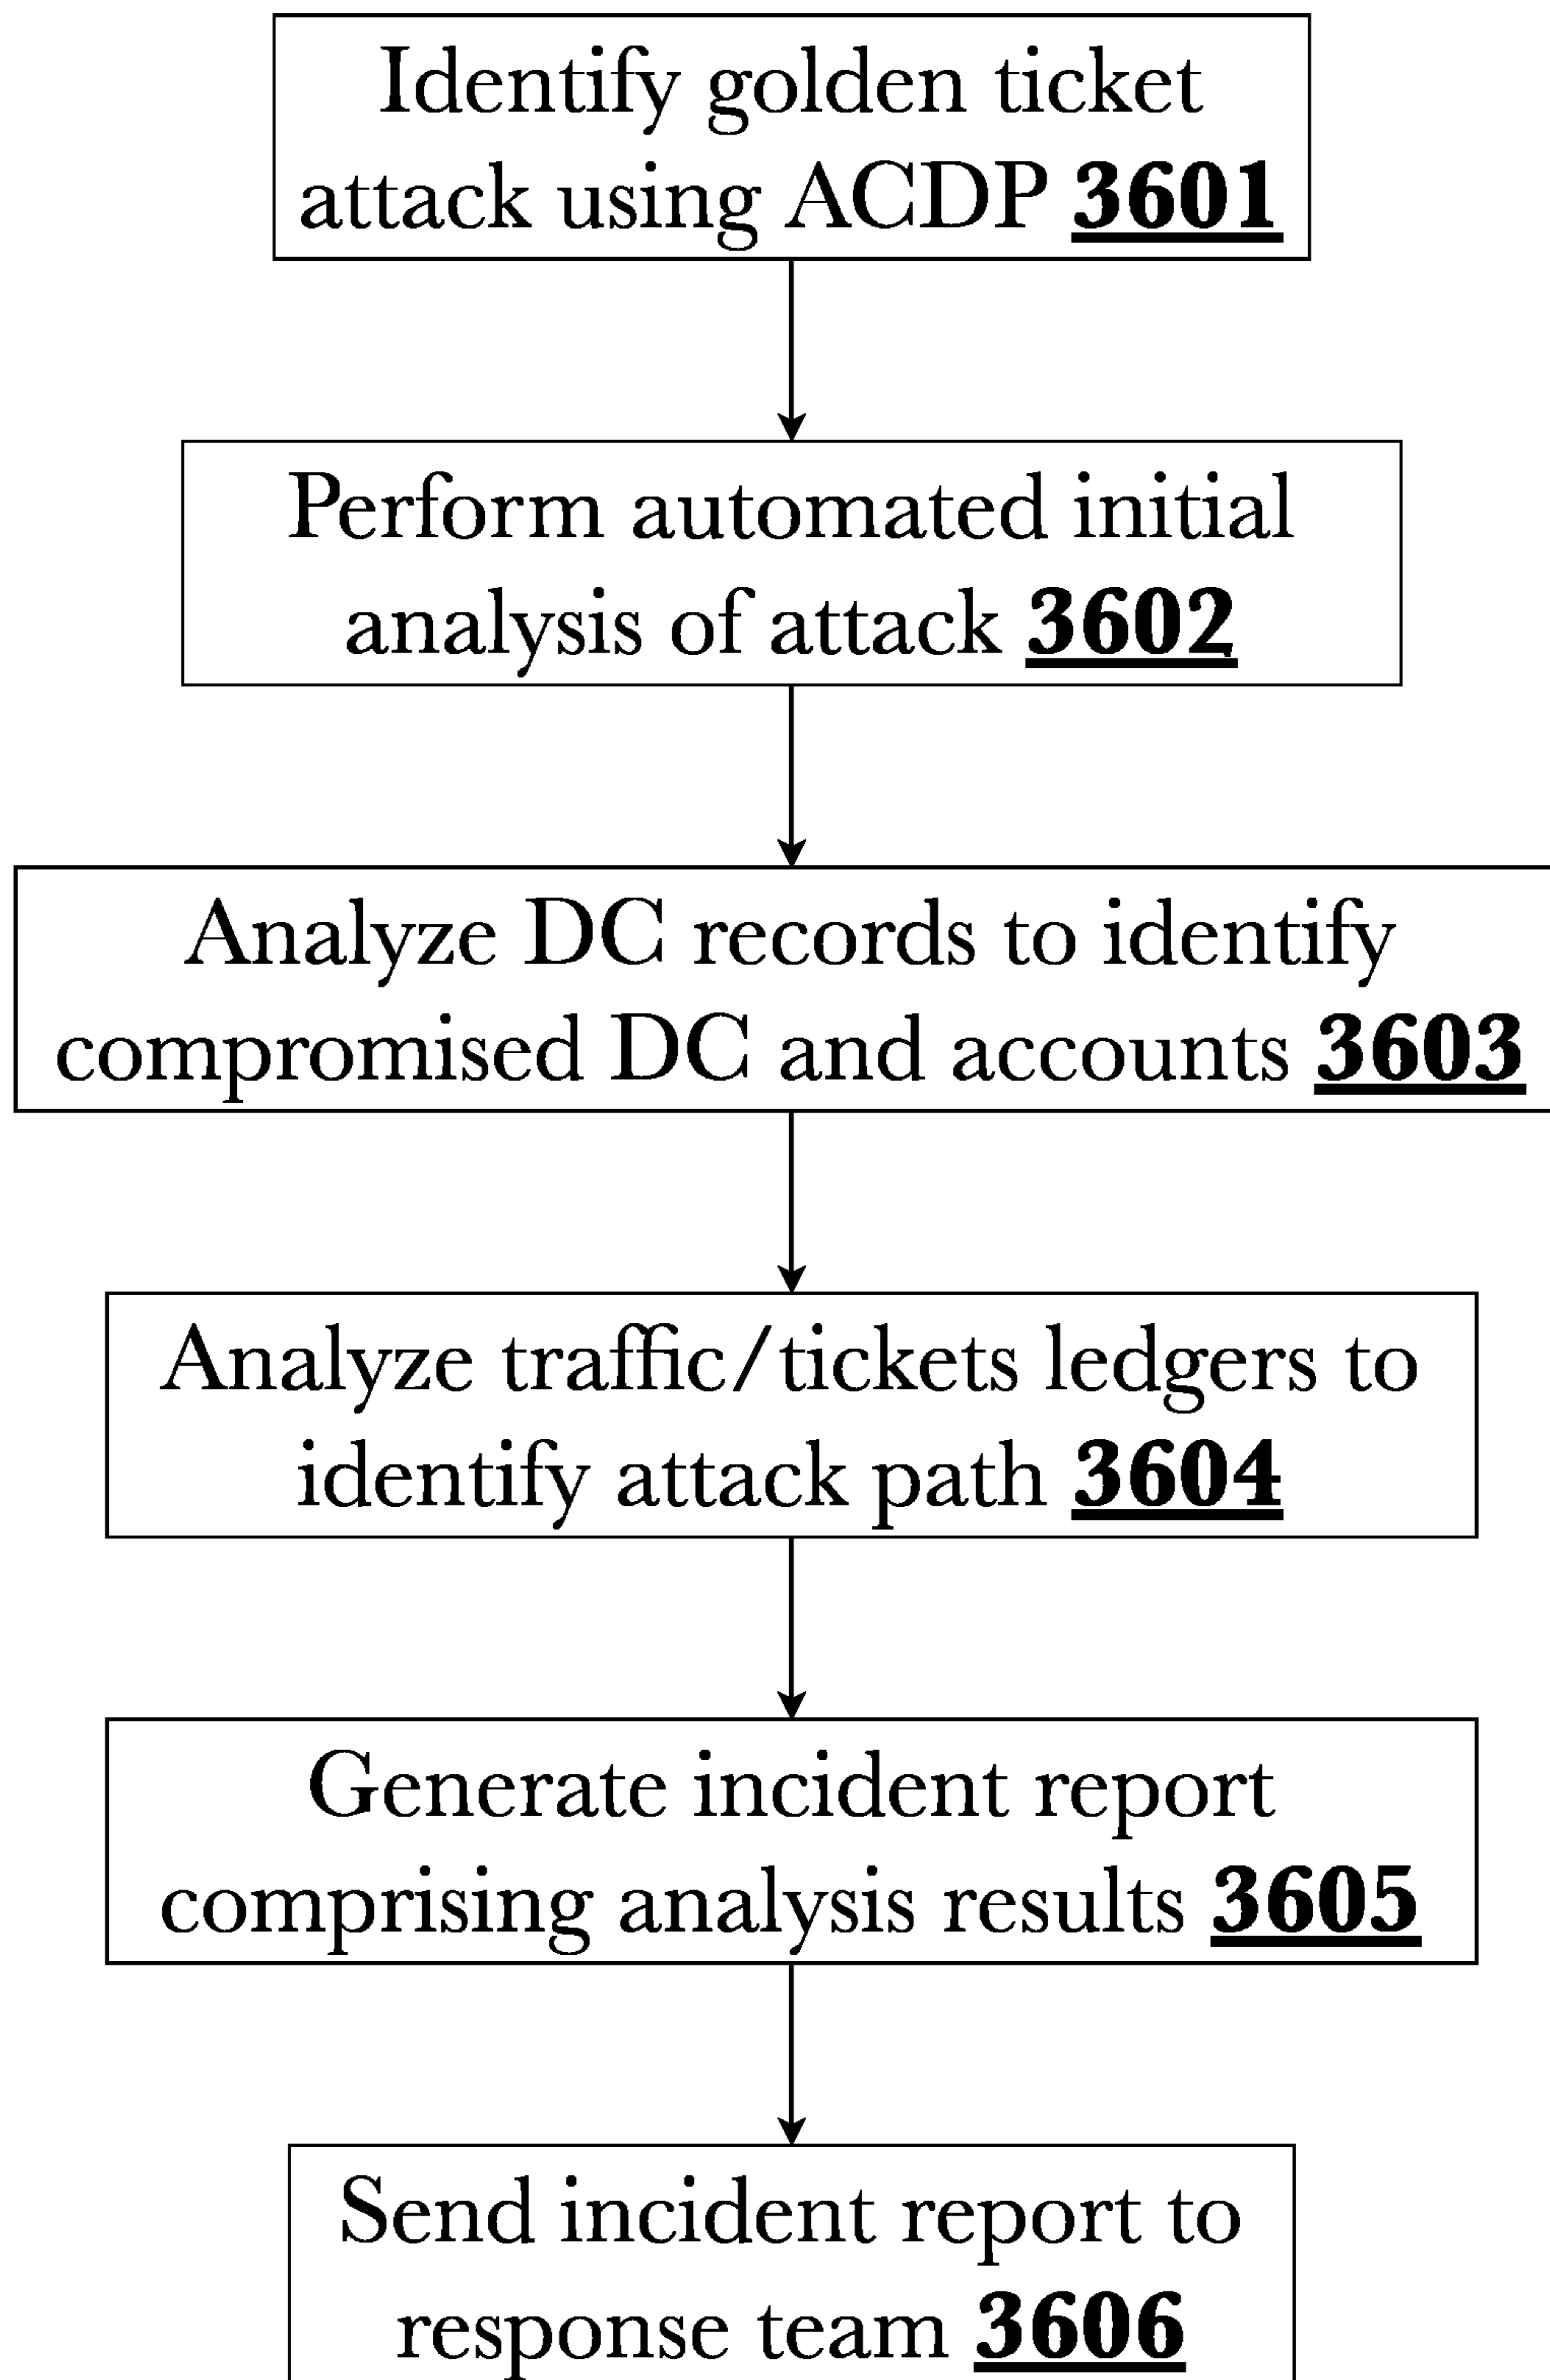 Identify golden ticket
attack using ACDP 3601
Perform automated initial
analysis of attack 3602
Analyze DC records to identify
compromised DC and accounts 3603
Analyze traffic/tickets ledgers to
identify attack path 3604
Generate incident report
comprising analysis results 3605
Send incident report to
response team 3606